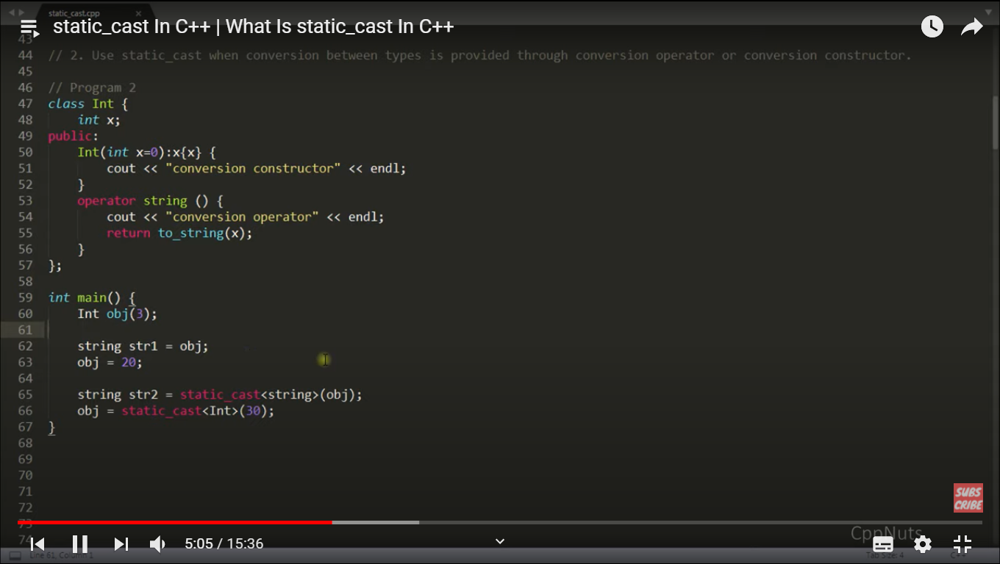 static_cast.cpp
static_cast In C++ | What Is static_cast In C++
43
44 // 2. Use static_cast when conversion between types is provided through conversion operator or conversion constructor.
45
46 // Program 2
47 class Int {
48     int x;
49 public:
50     Int(int x=0):x{x} {
51         cout << "conversion constructor" << endl;
52     }
53     operator string () {
54         cout << "conversion operator" << endl;
55         return to_string(x);
56     }
57 };
58
59 int main() {
60     Int obj(3);
61
62     string str1 = obj;
63     obj = 20;
64
65     string str2 = static_cast<string>(obj);
66     obj = static_cast<Int>(30);
67 }
68
69
70
71
72
73
74
SUBS
CRIBE
CppNuts
5:05 / 15:36
Line 61, Column 1
Tab Size: 4
C++